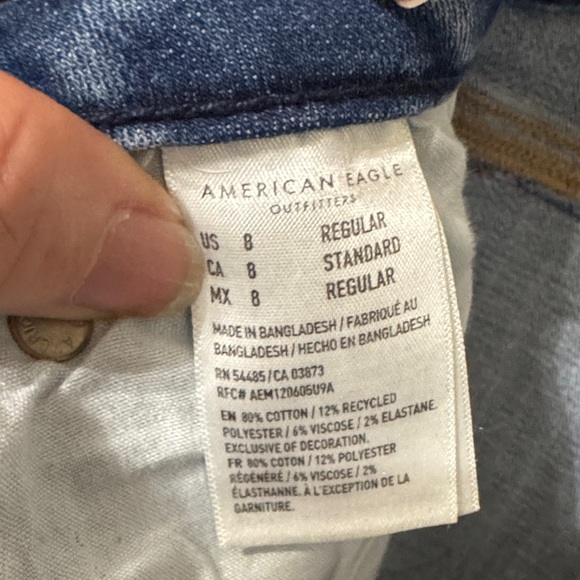 AMERICAN EAGLE
OUTFITTERS
US 8 REGULAR
CA 8 STANDARD
MX 8 REGULAR
MADE IN BANGLADESH / FABRIQUÉ AU
BANGLADESH / HECHO EN BANGLADESH
RN 54485 / CA 03873
RFC# AEM120605U9A
EN 80% COTTON / 12% RECYCLED
POLYESTER / 6% VISCOSE / 2% ELASTANE.
EXCLUSIVE OF DECORATION.
FR 80% COTON / 12% POLYESTER
RÉGÉNÉRÉ / 6% VISCOSE / 2%
ÉLASTHANNE. À L'EXCEPTION DE LA
GARNITURE.